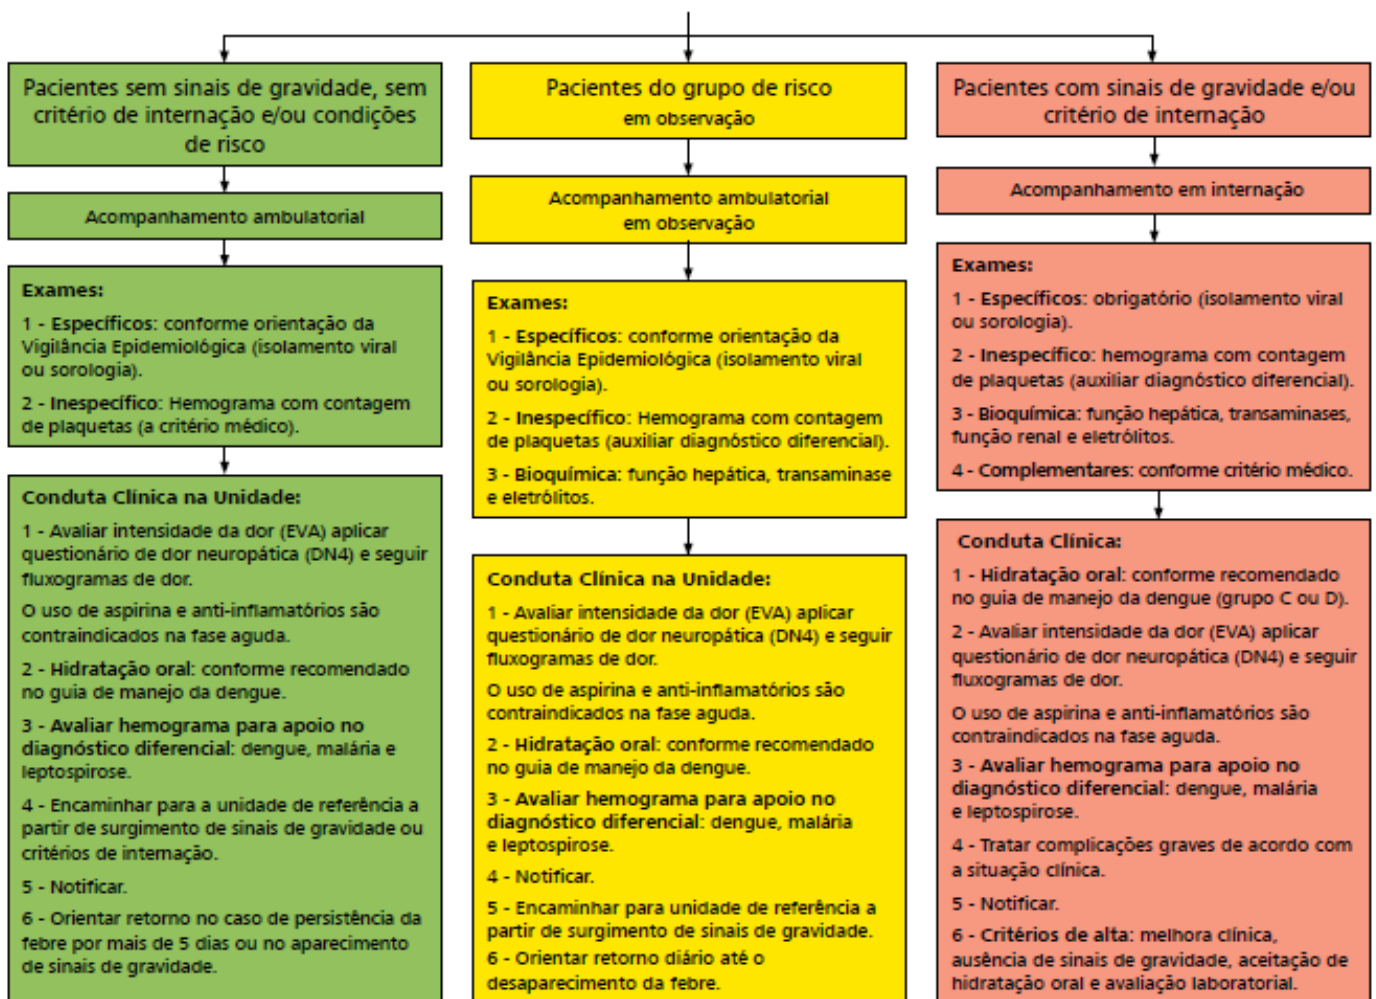 Pacientes sem sinais de gravidade, sem
critério de internação e/ou condições
de risco
Acompanhamento ambulatorial
Exames:
1 - Específicos: conforme orientação da
Vigilância Epidemiológica (isolamento viral
ou sorologia).
2 - Inespecífico: Hemograma com contagem
de plaquetas (a critério médico).
Conduta Clínica na Unidade:
1 - Avaliar intensidade da dor (EVA) aplicar
questionário de dor neuropática (DN4) e seguir
fluxogramas de dor.
O uso de aspirina e anti-inflamatórios são
contraindicados na fase aguda.
2 - Hidratação oral: conforme recomendado
no guia de manejo da dengue.
3 - Avaliar hemograma para apoio no
diagnóstico diferencial: dengue, malária e
leptospirose.
4 - Encaminhar para a unidade de referência a
partir de surgimento de sinais de gravidade ou
critérios de internação.
5 - Notificar.
6 - Orientar retorno no caso de persistência da
febre por mais de 5 dias ou no aparecimento
de sinais de gravidade.
Pacientes do grupo de risco
em observação
Acompanhamento ambulatorial
em observação
Exames:
1 - Específicos: conforme orientação da
Vigilância Epidemiológica (isolamento viral
ou sorologia).
2 - Inespecífico: Hemograma com contagem
de plaquetas (auxiliar diagnóstico diferencial).
3 - Bioquímica: função hepática, transaminase
e eletrólitos.
Conduta Clínica na Unidade:
1 - Avaliar intensidade da dor (EVA) aplicar
questionário de dor neuropática (DN4) e seguir
fluxogramas de dor.
O uso de aspirina e anti-inflamatórios são
contraindicados na fase aguda.
2 - Hidratação oral: conforme recomendado
no guia de manejo da dengue.
3 - Avaliar hemograma para apoio no
diagnóstico diferencial: dengue, malária
e leptospirose.
4 - Notificar.
5 - Encaminhar para unidade de referência a
partir de surgimento de sinais de gravidade.
6 - Orientar retorno diário até o
desaparecimento da febre.
Pacientes com sinais de gravidade e/ou
critério de internação
Acompanhamento em internação
Exames:
1 - Específicos: obrigatório (isolamento viral
ou sorologia).
2 - Inespecífico: hemograma com contagem
de plaquetas (auxiliar diagnóstico diferencial).
3 - Bioquímica: função hepática, transaminases,
função renal e eletrólitos.
4 - Complementares: conforme critério médico.
Conduta Clínica:
1 - Hidratação oral: conforme recomendado
no guia de manejo da dengue (grupo C ou D).
2 - Avaliar intensidade da dor (EVA) aplicar
questionário de dor neuropática (DN4) e seguir
fluxogramas de dor.
O uso de aspirina e anti-inflamatórios são
contraindicados na fase aguda.
3 - Avaliar hemograma para apoio no
diagnóstico diferencial: dengue, malária
e leptospirose.
4 - Tratar complicações graves de acordo com
a situação clínica.
5 - Notificar.
6 - Critérios de alta: melhora clínica,
ausência de sinais de gravidade, aceitação de
hidratação oral e avaliação laboratorial.